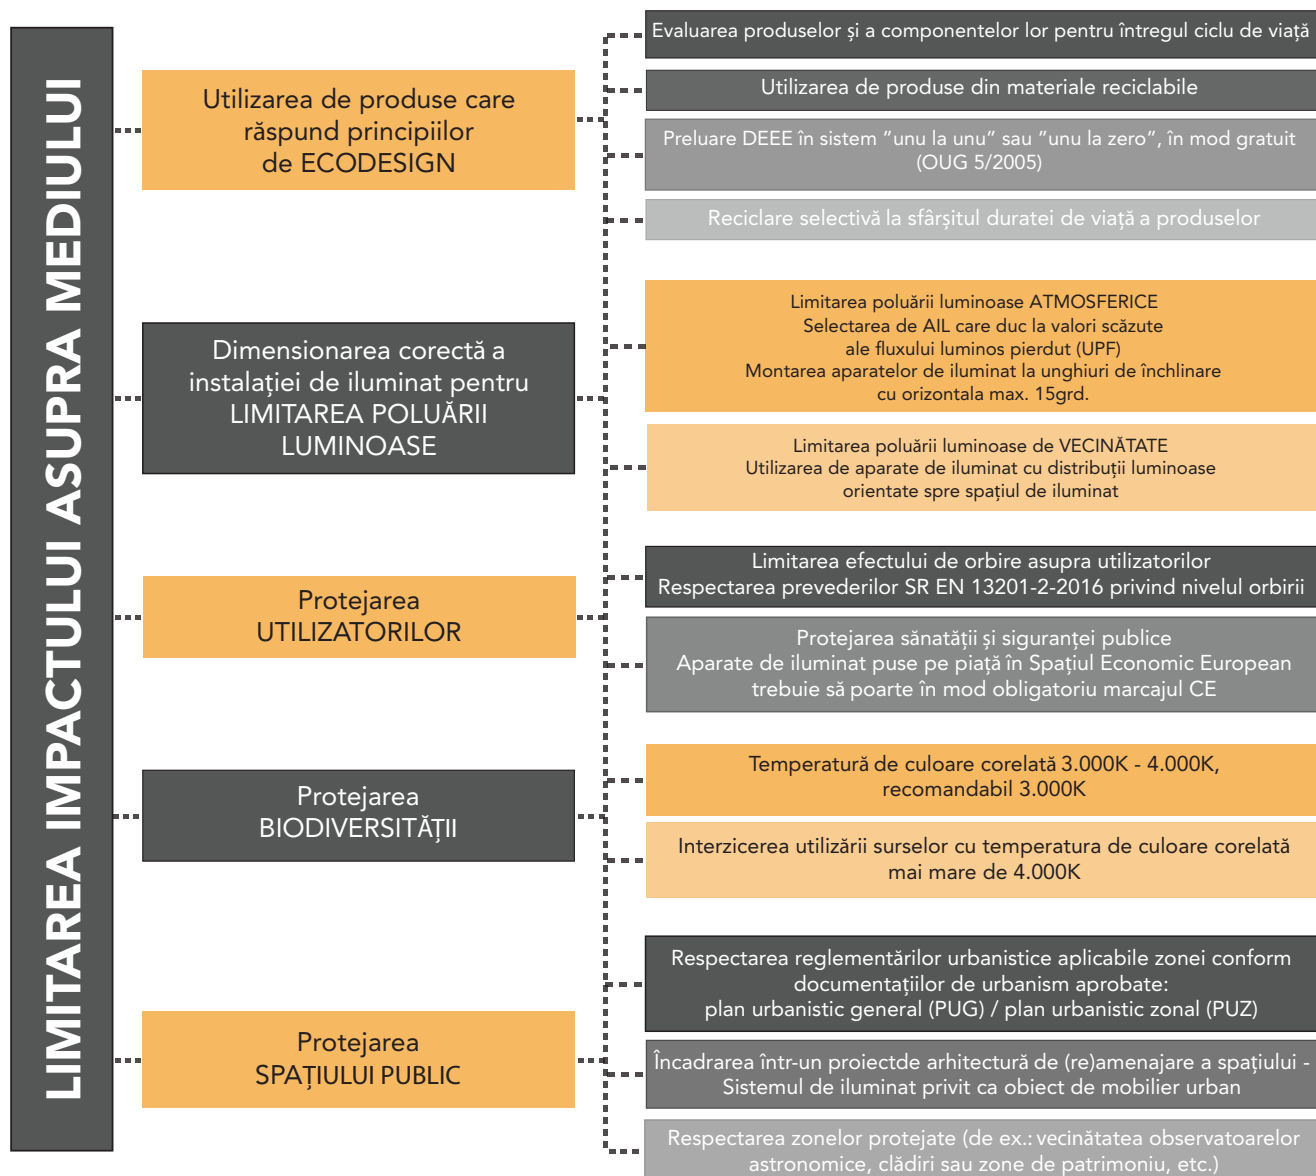 LIMITAREA IMPACTULUI ASUPRA MEDIULUI
Utilizarea de produse care
răspund principiilor
de ECODESIGN
Evaluarea produselor și a componentelor lor pentru întregul ciclu de viață
Utilizarea de produse din materiale reciclabile
Preluare DEEE în sistem "unu la unu" sau "unu la zero", în mod gratuit
(OUG 5/2005)
Reciclare selectivă la sfârșitul duratei de viață a produselor
Dimensionarea corectă a
instalației de iluminat pentru
LIMITAREA POLUĂRII
LUMINOASE
Limitarea poluării luminoase ATMOSFERICE
Selectarea de AIL care duc la valori scăzute
ale fluxului luminos pierdut (UPF)
Montarea aparatelor de iluminat la unghiuri de închlinare
cu orizontala max. 15grd.
Limitarea poluării luminoase de VECINĂTATE
Utilizarea de aparate de iluminat cu distribuții luminoase
orientate spre spațiul de iluminat
Protejarea
UTILIZATORILOR
Limitarea efectului de orbire asupra utilizatorilor
Respectarea prevederilor SR EN 13201-2-2016 privind nivelul orbirii
Protejarea sănatății și siguranței publice
Aparate de iluminat puse pe piață în Spațiul Economic European
trebuie să poarte în mod obligatoriu marcajul CE
Protejarea
BIODIVERSITĂȚII
Temperatură de culoare corelată 3.000K - 4.000K,
recomandabil 3.000K
Interzicerea utilizării surselor cu temperatura de culoare corelată
mai mare de 4.000K
Protejarea
SPAȚIULUI PUBLIC
Respectarea reglementărilor urbanistice aplicabile zonei conform
documentațiilor de urbanism aprobate:
plan urbanistic general (PUG) / plan urbanistic zonal (PUZ)
Încadrarea într-un proiectde arhitectură de (re)amenajare a spațiului -
Sistemul de iluminat privit ca obiect de mobilier urban
Respectarea zonelor protejate (de ex.: vecinătatea observatoarelor
astronomice, clădiri sau zone de patrimoniu, etc.)